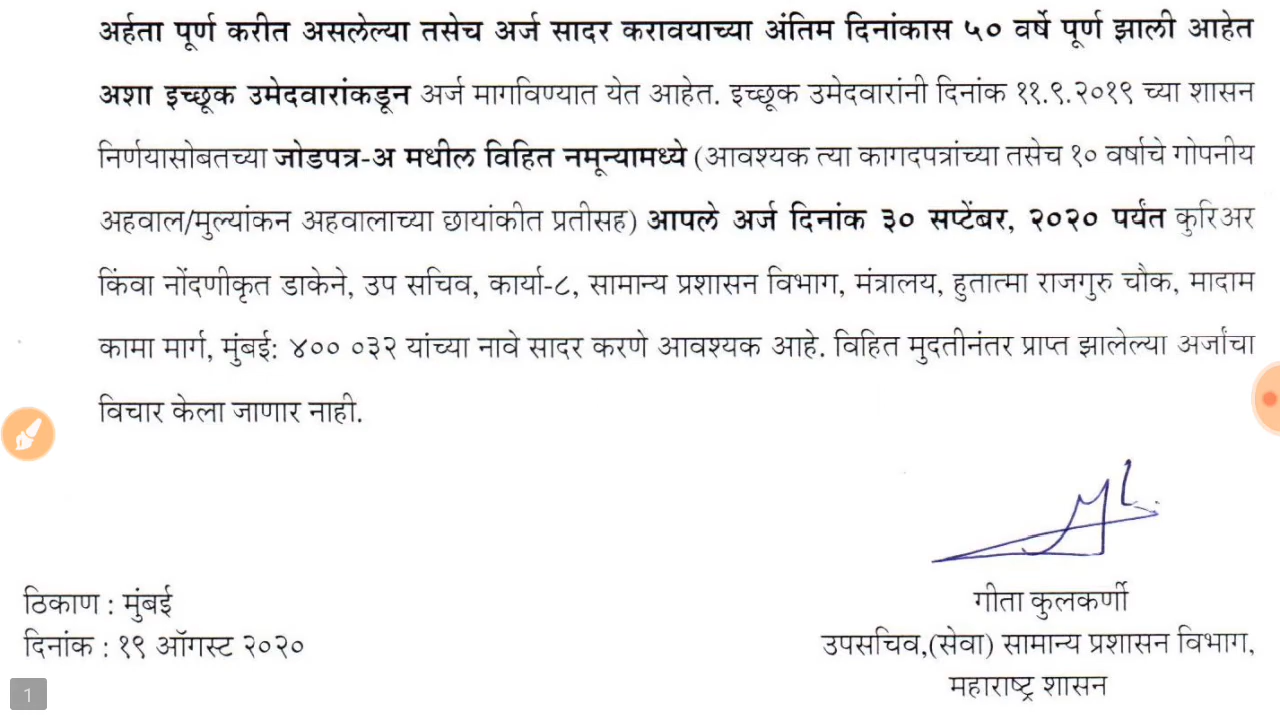 अर्हता पूर्ण करीत असलेल्या तसेच अर्ज सादर करावयाच्या अंतिम दिनांकास ५० वर्षे पूर्ण झाली आहेत
अशा इच्छूक उमेदवारांकडून अर्ज मागविण्यात येत आहेत. इच्छूक उमेदवारांनी दिनांक ११.९.२०१९ च्या शासन
निर्णयासोबतच्या जोडपत्र-अ मधील विहित नमून्यामध्ये (आवश्यक त्या कागदपत्रांच्या तसेच १० वर्षाचे गोपनीय
अहवाल/मुल्यांकन अहवालाच्या छायांकीत प्रतीसह) आपले अर्ज दिनांक ३० सप्टेंबर, २०२० पर्यंत कुरिअर
किंवा नोंदणीकृत डाकेने, उप सचिव, कार्या-८, सामान्य प्रशासन विभाग, मंत्रालय, हुतात्मा राजगुरु चौक, मादाम
कामा मार्ग, मुंबई: ४०० ०३२ यांच्या नावे सादर करणे आवश्यक आहे. विहित मुदतीनंतर प्राप्त झालेल्या अर्जांचा
विचार केला जाणार नाही.
गीता कुलकर्णी
ठिकाण : मुंबई
दिनांक : १९ ऑगस्ट २०२०
उपसचिव,(सेवा) सामान्य प्रशासन विभाग,
महाराष्ट्र शासन
1